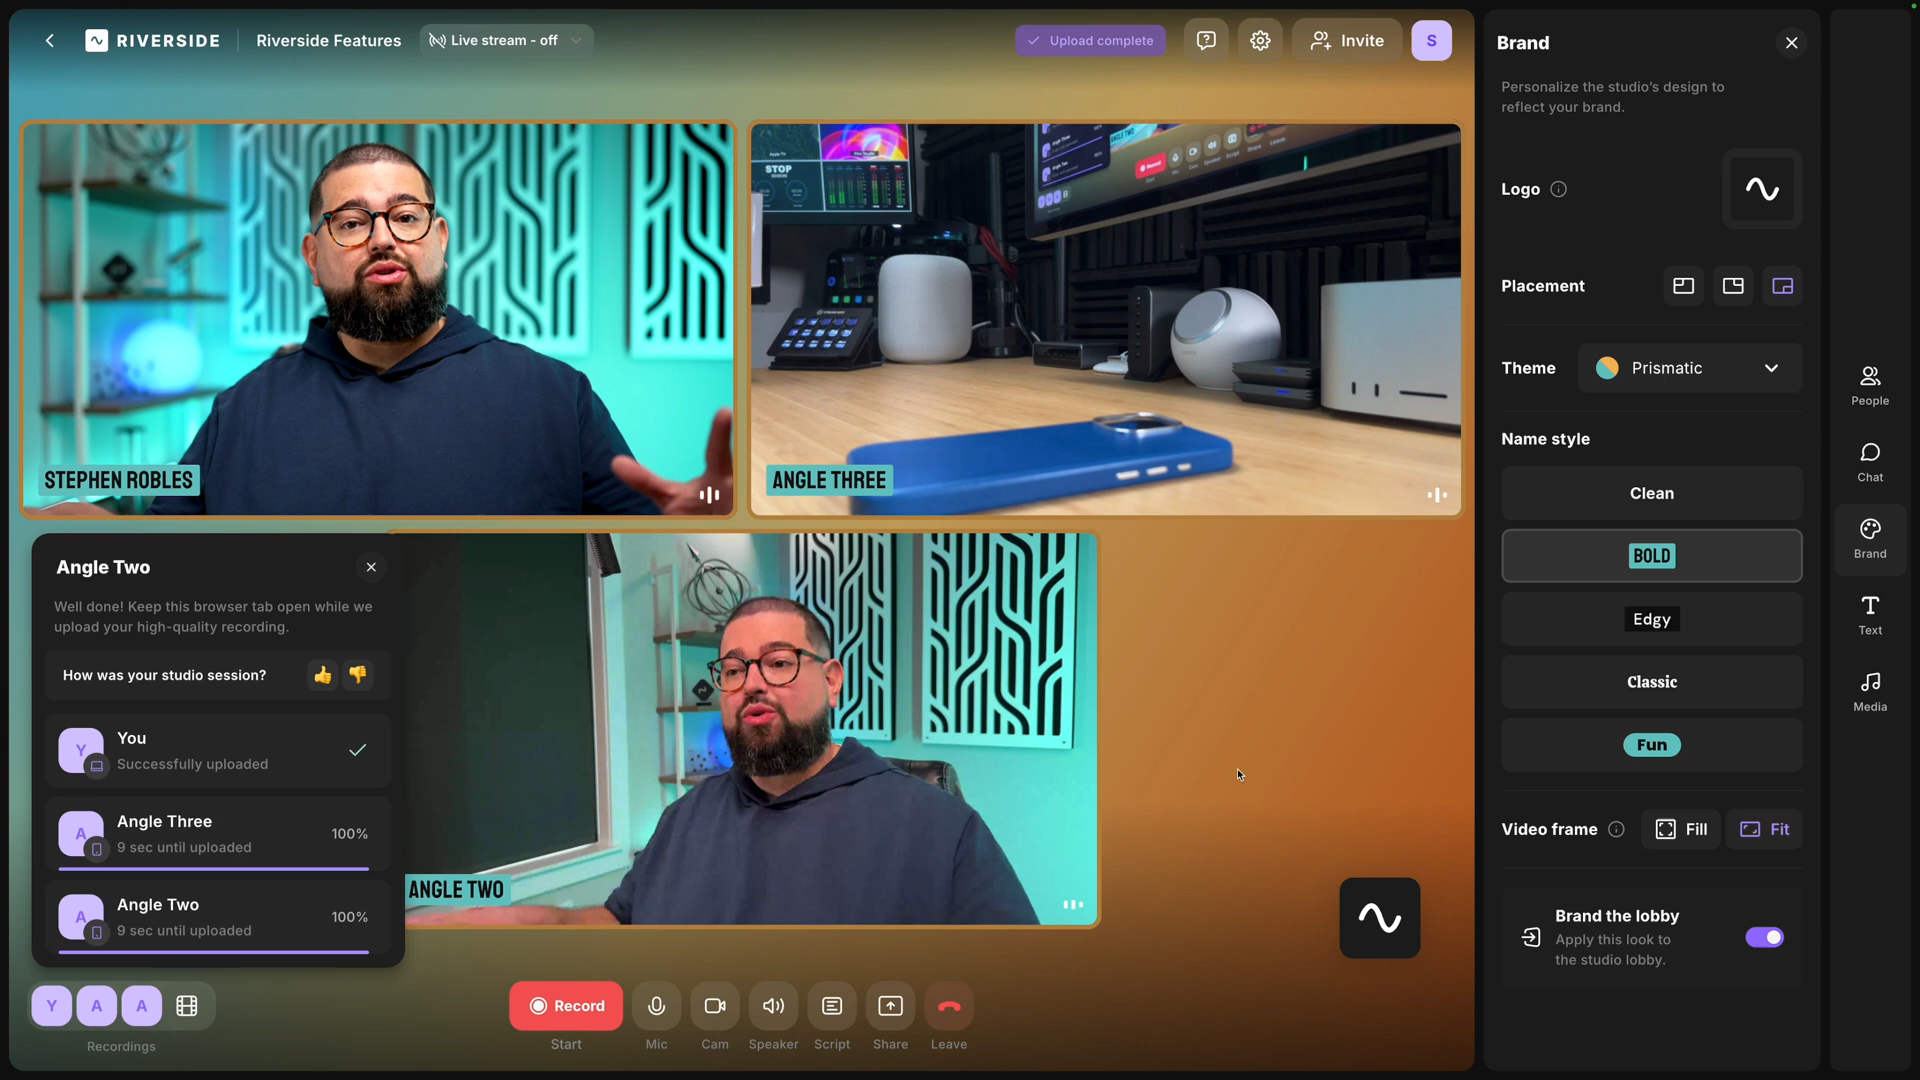 RIVERSIDE
Riverside Features
Live stream - off
Upload complete
Invite
S
STOP
STEPHEN ROBLES
ANGLE THREE
Angle Two
Well done! Keep this browser tab open while we
upload your high-quality recording.
How was your studio session?
Y
You
Successfully uploaded
A
Angle Three
9 sec until uploaded
100%
A
Angle Two
9 sec until uploaded
100%
ANGLE TWO
Y
A
A
Recordings
Record
Start
Mic
Cam
Speaker
Script
Share
Leave
Brand
Personalize the studio's design to
reflect your brand.
Logo
Placement
Theme
Prismatic
Name style
Clean
BOLD
Edgy
Classic
Fun
Video frame
Fill
Fit
Brand the lobby
Apply this look to
the studio lobby.
People
Chat
Brand
Text
Media